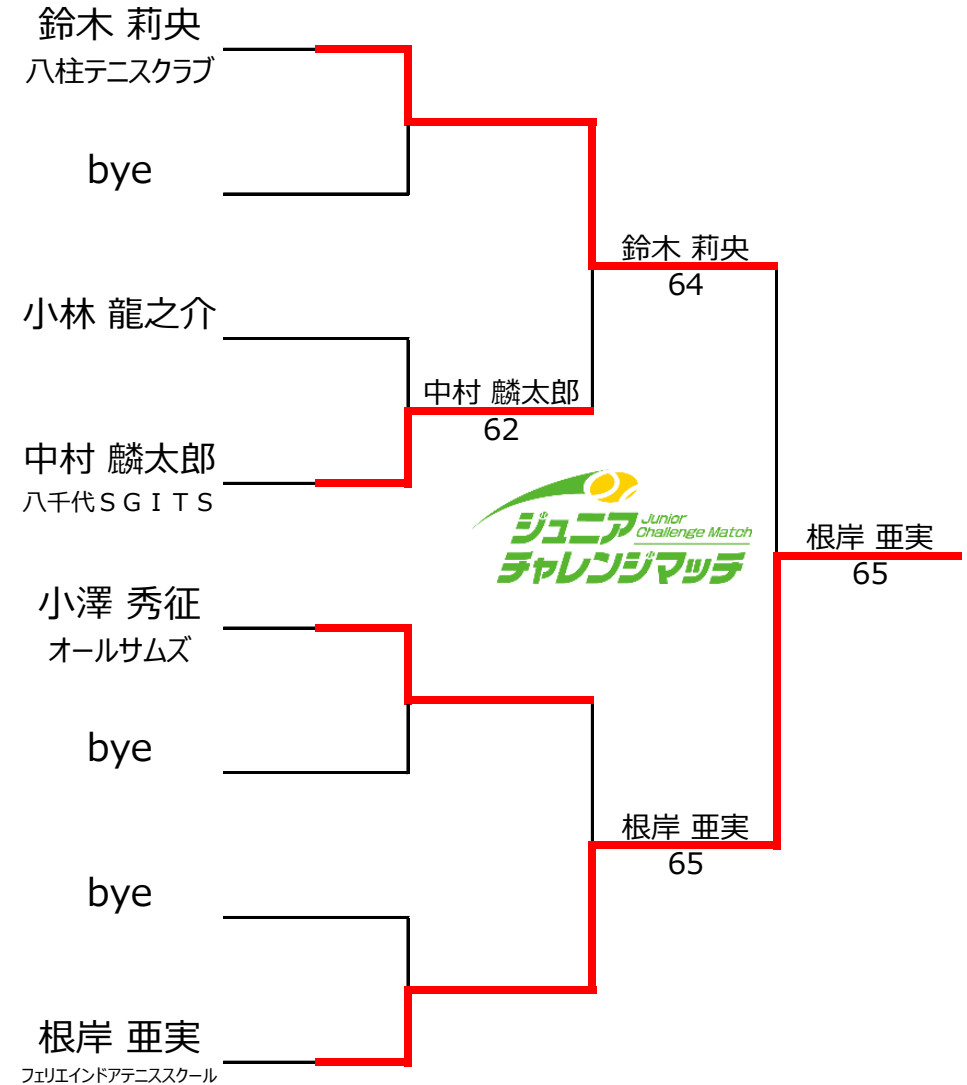 鈴木 莉央
八柱テニスクラブ
bye
小林 龍之介
中村 麟太郎
八千代ＳＧＩＴＳ
小澤 秀征
オールサムズ
bye
bye
根岸 亜実
フェリエインドアテニススクール
中村 麟太郎
62
鈴木 莉央
64
根岸 亜実
65
ジュニア Junior
Challenge Match
チャレンジマッチ
根岸 亜実
65